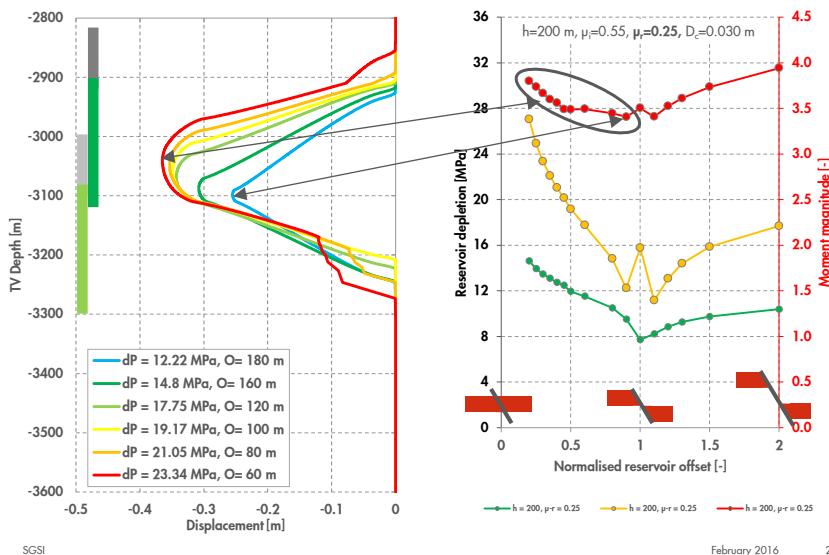 -2800
-2900
-3000
-3100
-3200
-3300
-3400
-3500
-3600
TV Depth [m]
dP = 12.22 MPa, O= 180 m
dP = 14.8 MPa, O= 160 m
dP = 17.75 MPa, O= 120 m
dP = 19.17 MPa, O= 100 m
dP = 21.05 MPa, O= 80 m
dP = 23.34 MPa, O= 60 m
-0.5 -0.4 -0.3 -0.2 -0.1 0
Displacement [m]
h=200 m, μi=0.55, μr=0.25, Dc=0.030 m
36
32
28
24
20
16
12
8
4
0
Reservoir depletion [MPa]
4.5
4.0
3.5
3.0
2.5
2.0
1.5
1.0
0.5
0.0
Moment magnitude [-]
0 0.5 1 1.5 2
Normalised reservoir offset [-]
h = 200, μ-r = 0.25 h = 200, μ-r = 0.25 h = 200, μ-r = 0.25
SGSI February 2016 2